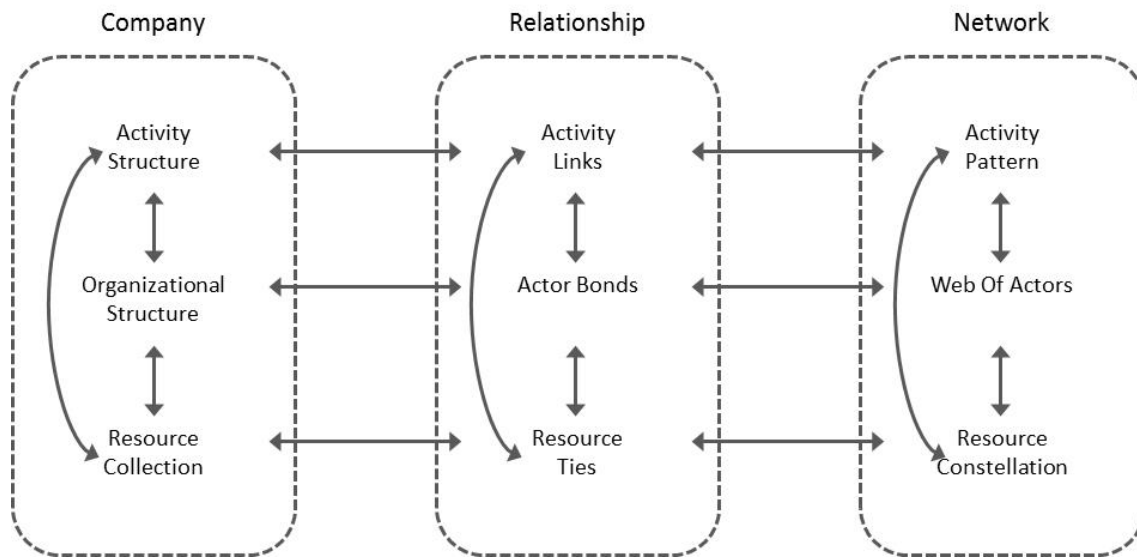 Company
Relationship
Network
Activity
Structure
Activity
Links
Activity
Pattern
Organizational
Structure
Actor Bonds
Web Of Actors
Resource
Collection
Resource
Ties
Resource
Constellation